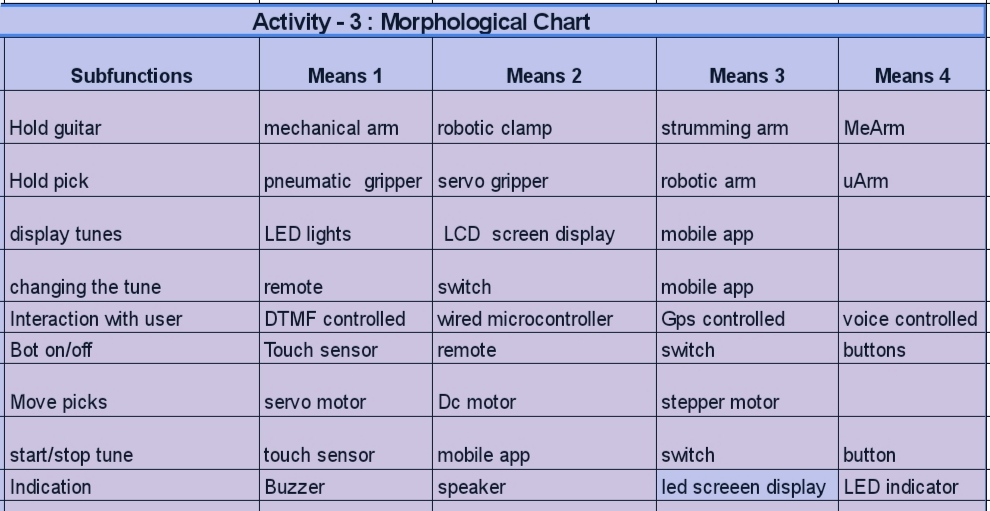 Activity - 3 : Morphological Chart
Subfunctions Means 1 Means 2 Means 3 Means 4
Hold guitar mechanical arm robotic clamp strumming arm MeArm
Hold pick pneumatic gripper servo gripper robotic arm uArm
display tunes LED lights LCD screen display mobile app
changing the tune remote switch mobile app
Interaction with user DTMF controlled wired microcontroller Gps controlled voice controlled
Bot on/off Touch sensor remote switch buttons
Move picks servo motor Dc motor stepper motor
start/stop tune touch sensor mobile app switch button
Indication Buzzer speaker led screeen display LED indicator